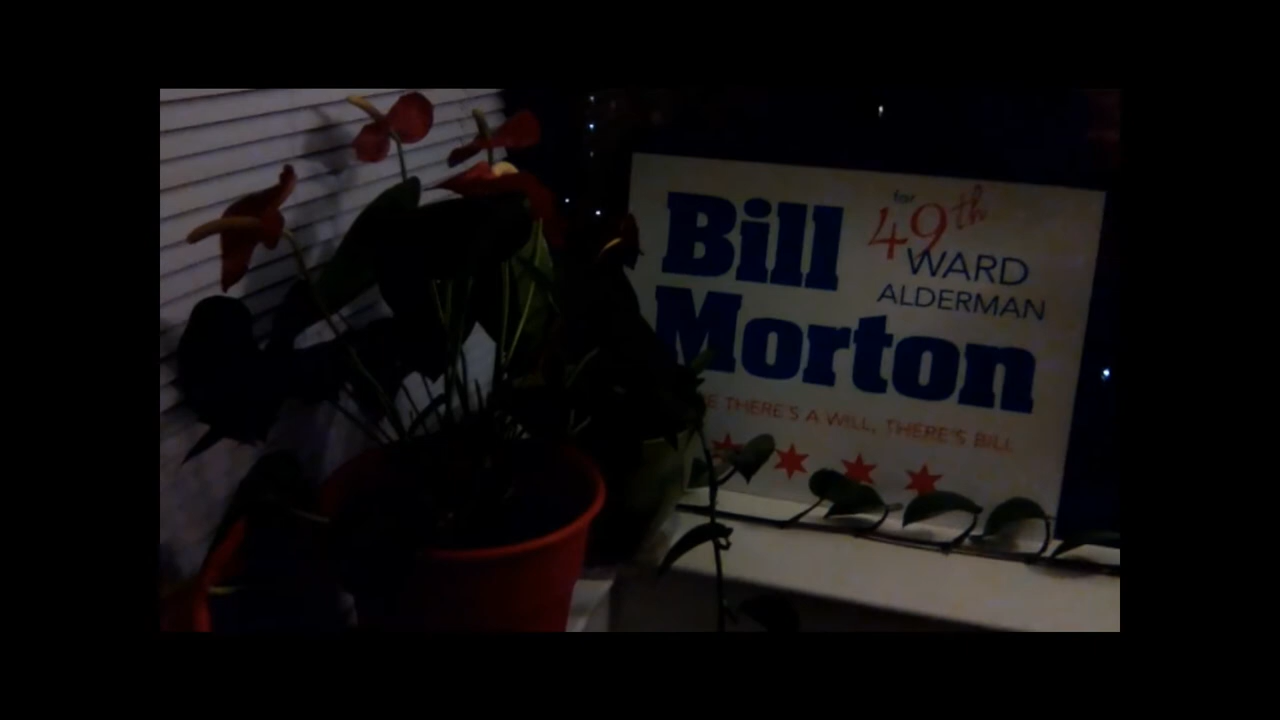 Bill
for
49th
WARD
ALDERMAN
Morton
THERE'S A WILL, THERE'S BILL